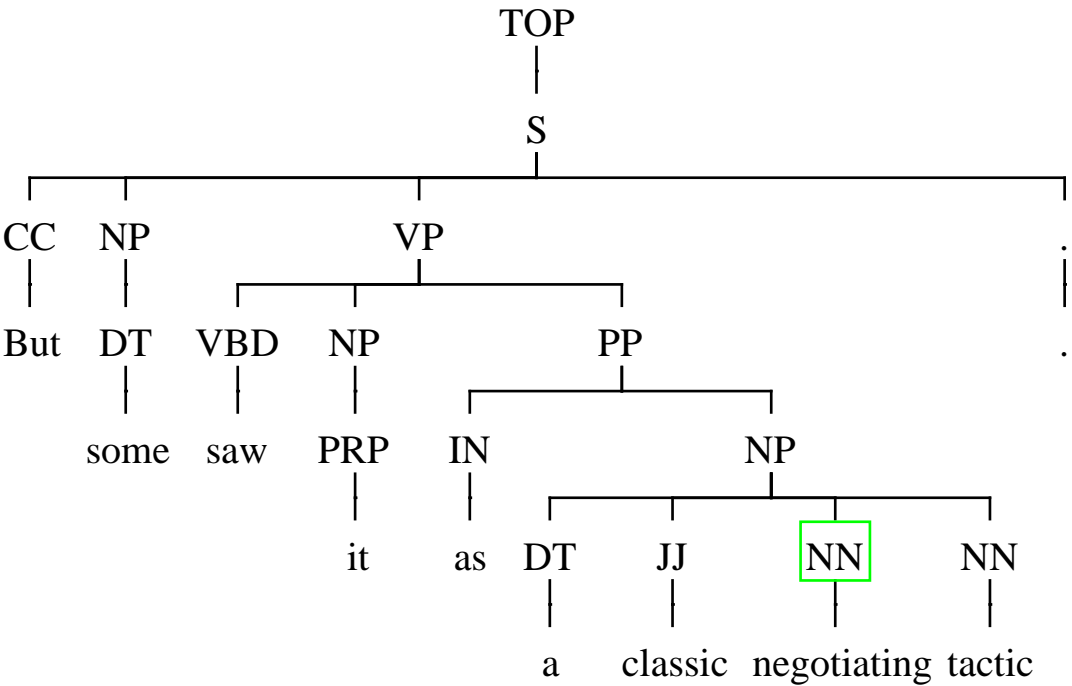 TOP
S
CC NP VP .
But DT VBD NP PP .
some saw PRP IN NP
it as DT JJ NN NN
a classic negotiating tactic